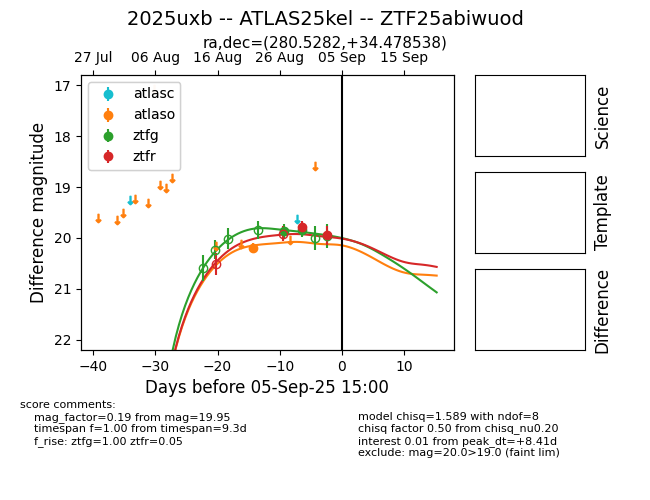 2025uxb -- ATLAS25kel -- ZTF25abiwuod
ra,dec=(280.5282,+34.478538)
27 Jul 06 Aug 16 Aug 26 Aug 05 Sep 15 Sep
17
18
19
20
21
22
Difference magnitude
atlasc
atlaso
ztfg
ztfr
−40 −30 −20 −10 0 10
Days before 05-Sep-25 15:00
Science
Template
Difference
score comments:
mag_factor=0.19 from mag=19.95
timespan f=1.00 from timespan=9.3d
f_rise: ztfg=1.00 ztfr=0.05
model chisq=1.589 with ndof=8
chisq factor 0.50 from chisq_nu0.20
interest 0.01 from peak_dt=+8.41d
exclude: mag=20.0>19.0 (faint lim)